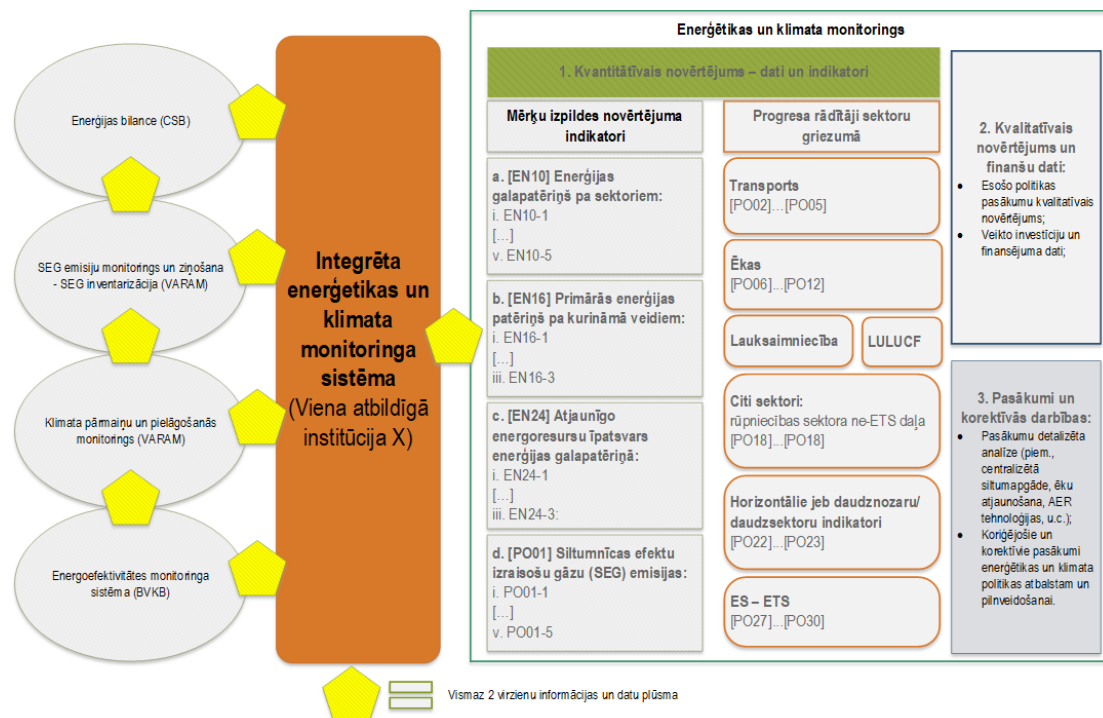 Enerģijas bilance (CSB)
SEG emisiju monitorings un ziņošana
- SEG inventarizācija (VARAM)
Klimata pārmaiņu un pielāgošanās
monitorings (VARAM)
Energoefektivitātes monitoringa
sistēma (BVKB)
Integrēta
enerģetikas un
klimata
monitoringa
sistēma
(Viena atbildīgā
institūcija X)
Enerģētikas un klimata monitorings
1. Kvantitātīvais novērtējums – dati un indikatori
Mērķu izpildes novērtējuma
indikatori
a. [EN10] Enerģijas
galapatēriņš pa sektoriem:
i. EN10-1
[...]
v. EN10-5
b. [EN16] Primārās enerģijas
patēriņš pa kurināmā veidiem:
i. EN16-1
[...]
iii. EN16-3
c. [EN24] Atjaunīgo
energoresursu īpatsvars
enerģijas galapatēriņā:
i. EN24-1
[...]
iii. EN24-3:
d. [PO01] Siltumnīcas efektu
izraisošu gāzu (SEG) emisijas:
i. PO01-1
[...]
v. PO01-5
Progresa rādītāji sektoru
griezumā
Transports
[PO02]...[PO05]
Ēkas
[PO06]...[PO12]
Lauksaimniecība
LULUCF
Citi sektori:
rūpniecības sektora ne-ETS daļa
[PO18]...[PO18]
Horizontālie jeb daudznozaru/
daudzsektoru indikatori
[PO22]...[PO23]
ES – ETS
[PO27]...[PO30]
2. Kvalitatīvais
novērtējums un
finanšu dati:
• Esošo politikas
pasākumu kvalitatīvais
novērtējums;
• Veikto investīciju un
finansējuma dati;
3. Pasākumi un
korektīvās darbības:
• Pasākumu detalizēta
analīze (piem.,
centralizētā
siltumapgāde, ēku
atjaunošana, AER
tehnoloģijas, u.c.);
• Koriģējošie un
korektīvie pasākumi
enerģētikas un klimata
politikas atbalstam un
pilnveidošanai.
Vismaz 2 virzienu informācijas un datu plūsma